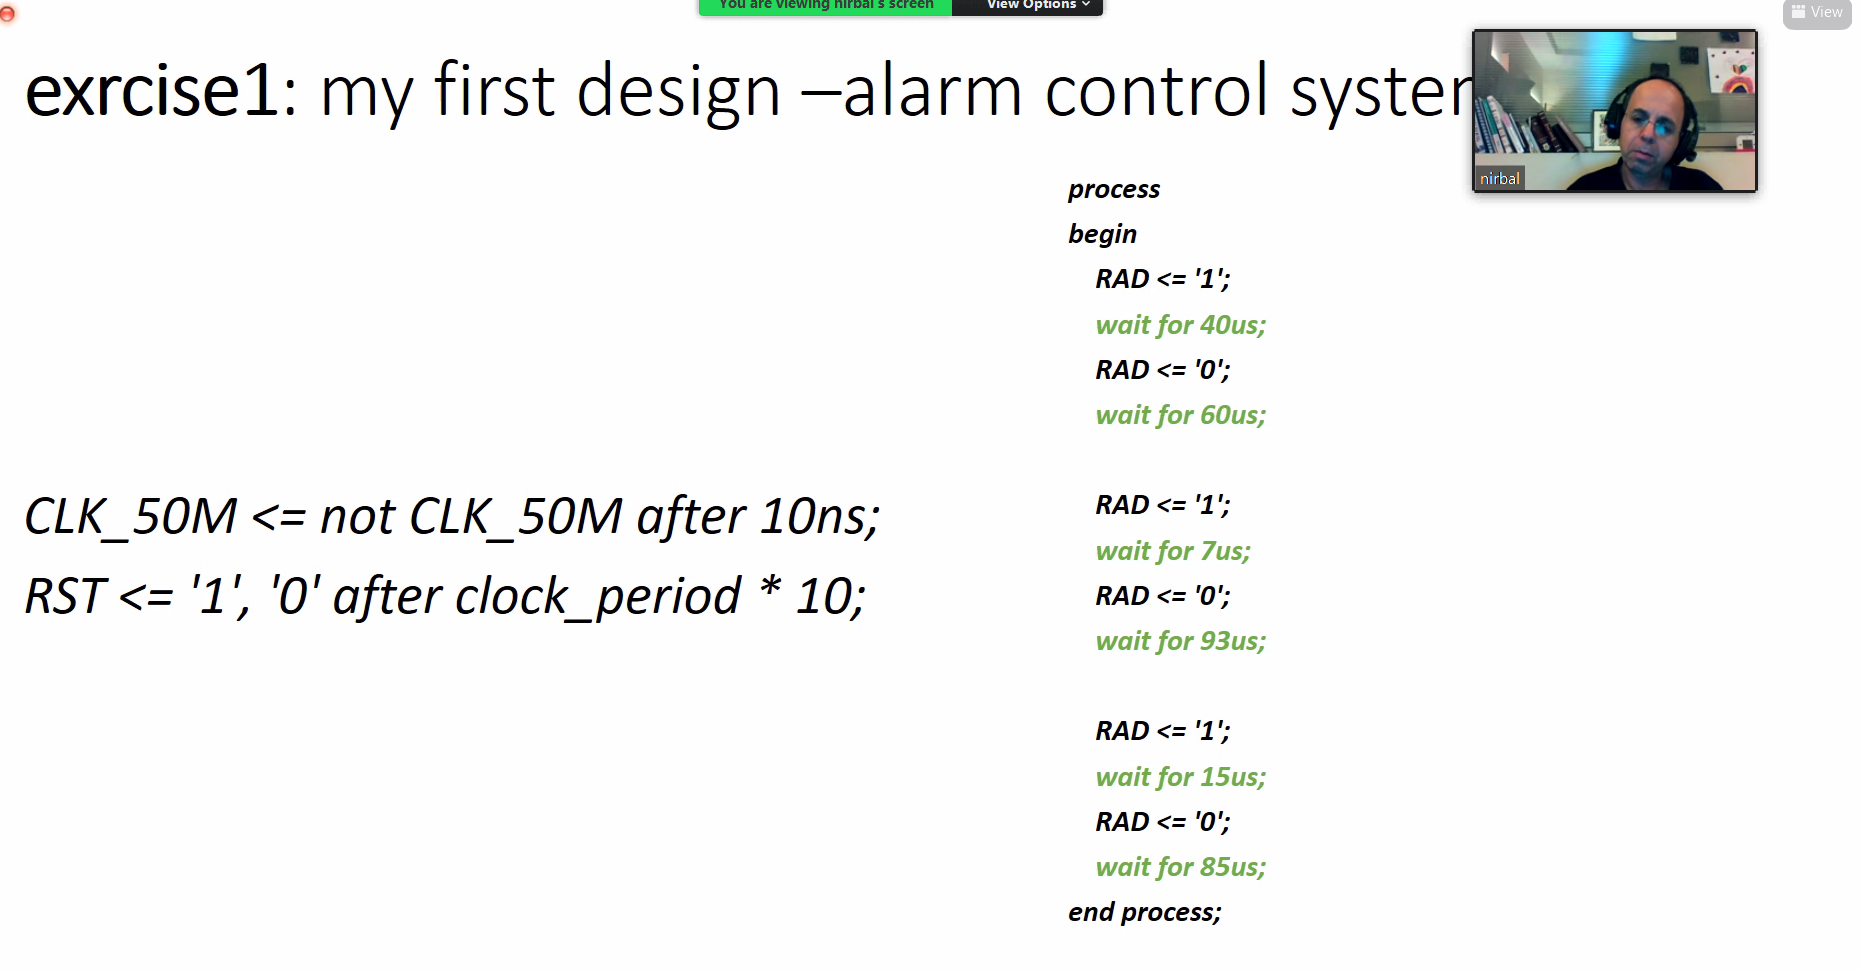 You are viewing nirbal's screen
View Options
View
exrcise1: my first design –alarm control system
nirbal
process
begin
RAD <= '1';
wait for 40us;
RAD <= '0';
wait for 60us;
RAD <= '1';
wait for 7us;
RAD <= '0';
wait for 93us;
RAD <= '1';
wait for 15us;
RAD <= '0';
wait for 85us;
end process;
CLK_50M <= not CLK_50M after 10ns;
RST <= '1', '0' after clock_period * 10;